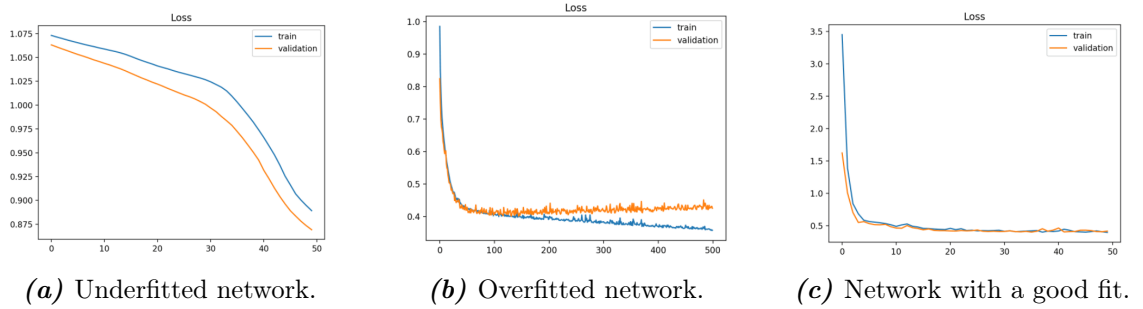 Loss
train
validation
1.075
1.050
1.025
1.000
0.975
0.950
0.925
0.900
0.875
0 10 20 30 40 50
(a) Underfitted network.
Loss
train
validation
1.0
0.9
0.8
0.7
0.6
0.5
0.4
0 100 200 300 400 500
(b) Overfitted network.
Loss
train
validation
3.5
3.0
2.5
2.0
1.5
1.0
0.5
0 10 20 30 40 50
(c) Network with a good fit.